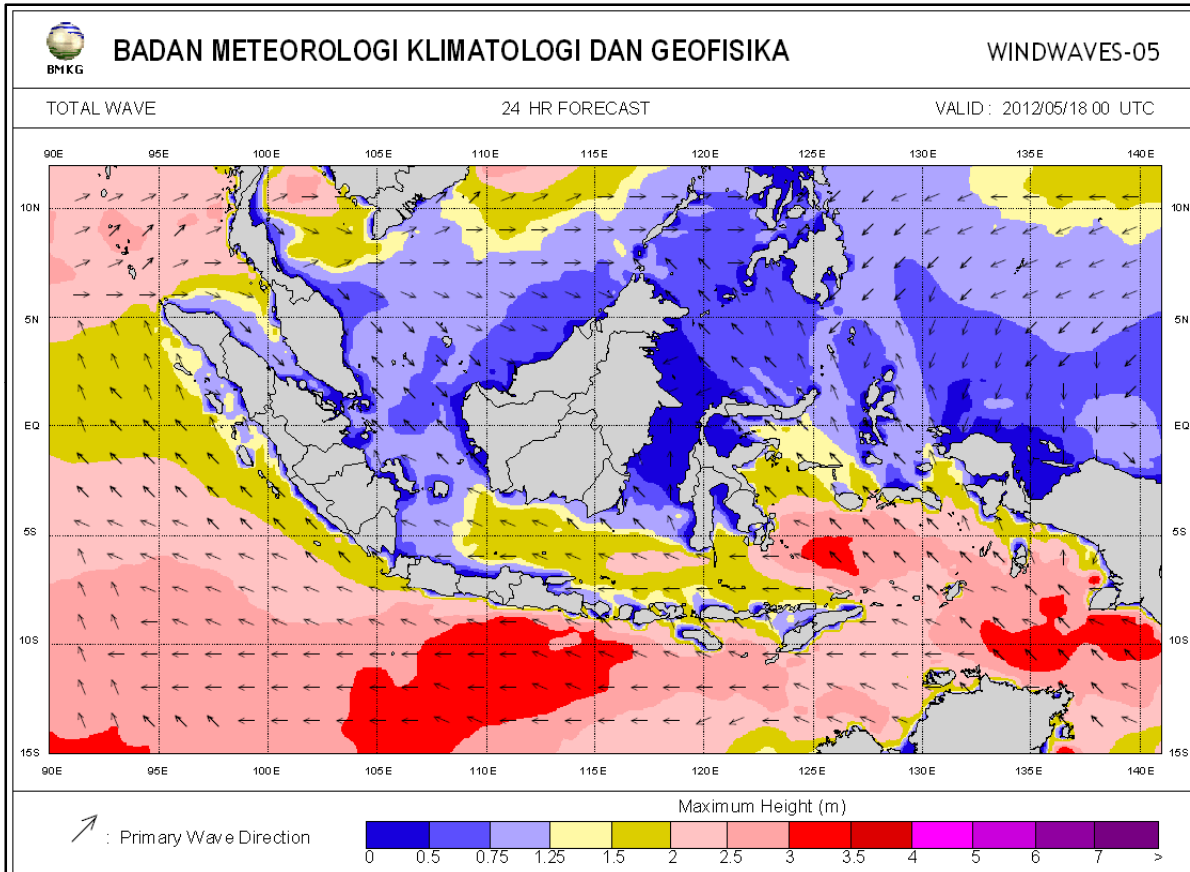 BMKG
BADAN METEOROLOGI KLIMATOLOGI DAN GEOFISIKA
WINDWAVES-05
TOTAL WAVE
24 HR FORECAST
VALID : 2012/05/18 00 UTC
90E 95E 100E 105E 110E 115E 120E 125E 130E 135E 140E
10N 10N
5N 5N
EQ EQ
5S 5S
10S 10S
15S 15S
90E 95E 100E 105E 110E 115E 120E 125E 130E 135E 140E
Maximum Height (m)
: Primary Wave Direction
0 0.5 0.75 1.25 1.5 2 2.5 3 3.5 4 5 6 7 >